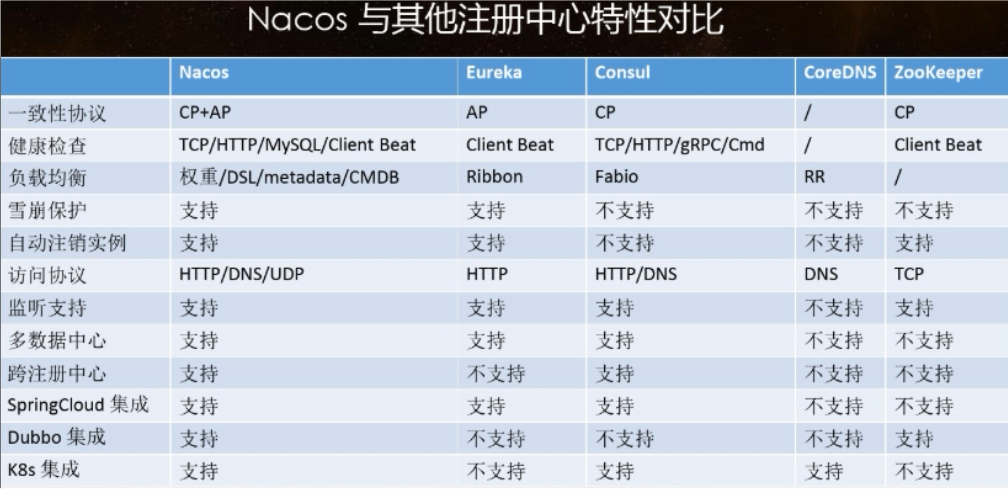 Nacos 与其他注册中心特性对比
Nacos Eureka Consul CoreDNS ZooKeeper
一致性协议 CP+AP AP CP / CP
健康检查 TCP/HTTP/MySQL/Client Beat Client Beat TCP/HTTP/gRPC/Cmd / Client Beat
负载均衡 权重/DSL/metadata/CMDB Ribbon Fabio RR /
雪崩保护 支持 支持 不支持 不支持 不支持
自动注销实例 支持 支持 不支持 不支持 支持
访问协议 HTTP/DNS/UDP HTTP HTTP/DNS DNS TCP
监听支持 支持 支持 支持 不支持 支持
多数据中心 支持 支持 支持 不支持 不支持
跨注册中心 支持 不支持 支持 不支持 不支持
SpringCloud 集成 支持 支持 支持 不支持 不支持
Dubbo 集成 支持 不支持 不支持 不支持 支持
K8s 集成 支持 不支持 支持 支持 不支持